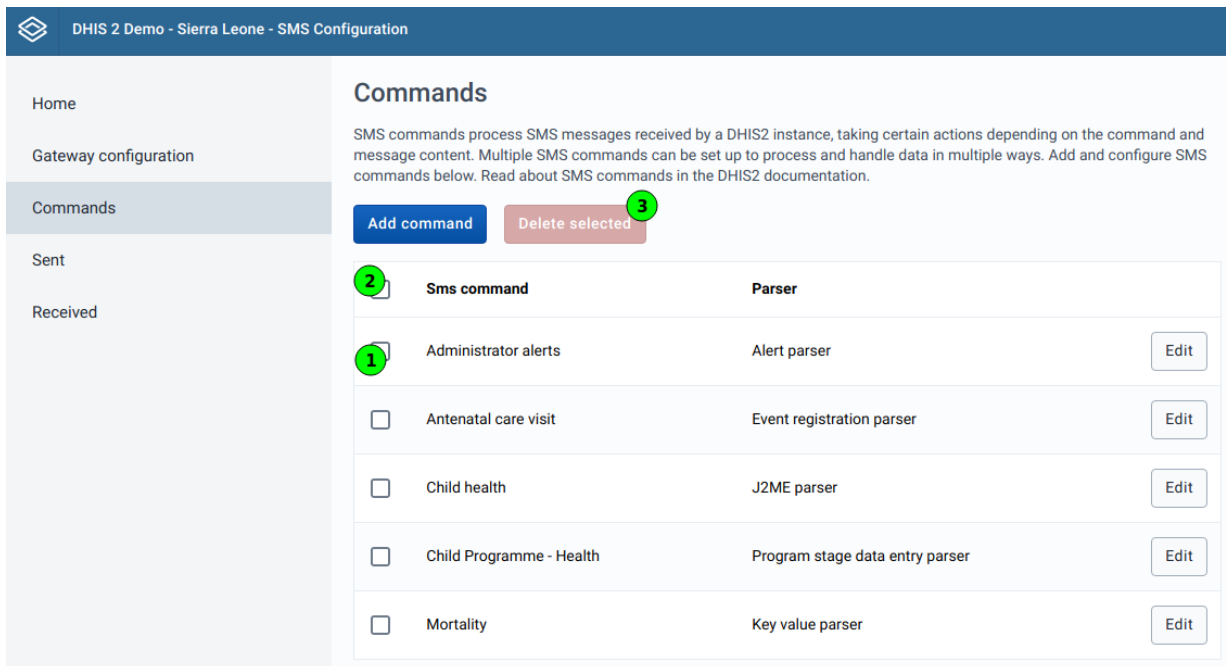 DHIS 2 Demo - Sierra Leone - SMS Configuration
Home
Gateway configuration
Commands
Sent
Received
Commands
SMS commands process SMS messages received by a DHIS2 instance, taking certain actions depending on the command and
message content. Multiple SMS commands can be set up to process and handle data in multiple ways. Add and configure SMS
commands below. Read about SMS commands in the DHIS2 documentation.
Add command Delete selected 3
2 Sms command Parser
1 Administrator alerts Alert parser Edit
Antenatal care visit Event registration parser Edit
Child health J2ME parser Edit
Child Programme - Health Program stage data entry parser Edit
Mortality Key value parser Edit